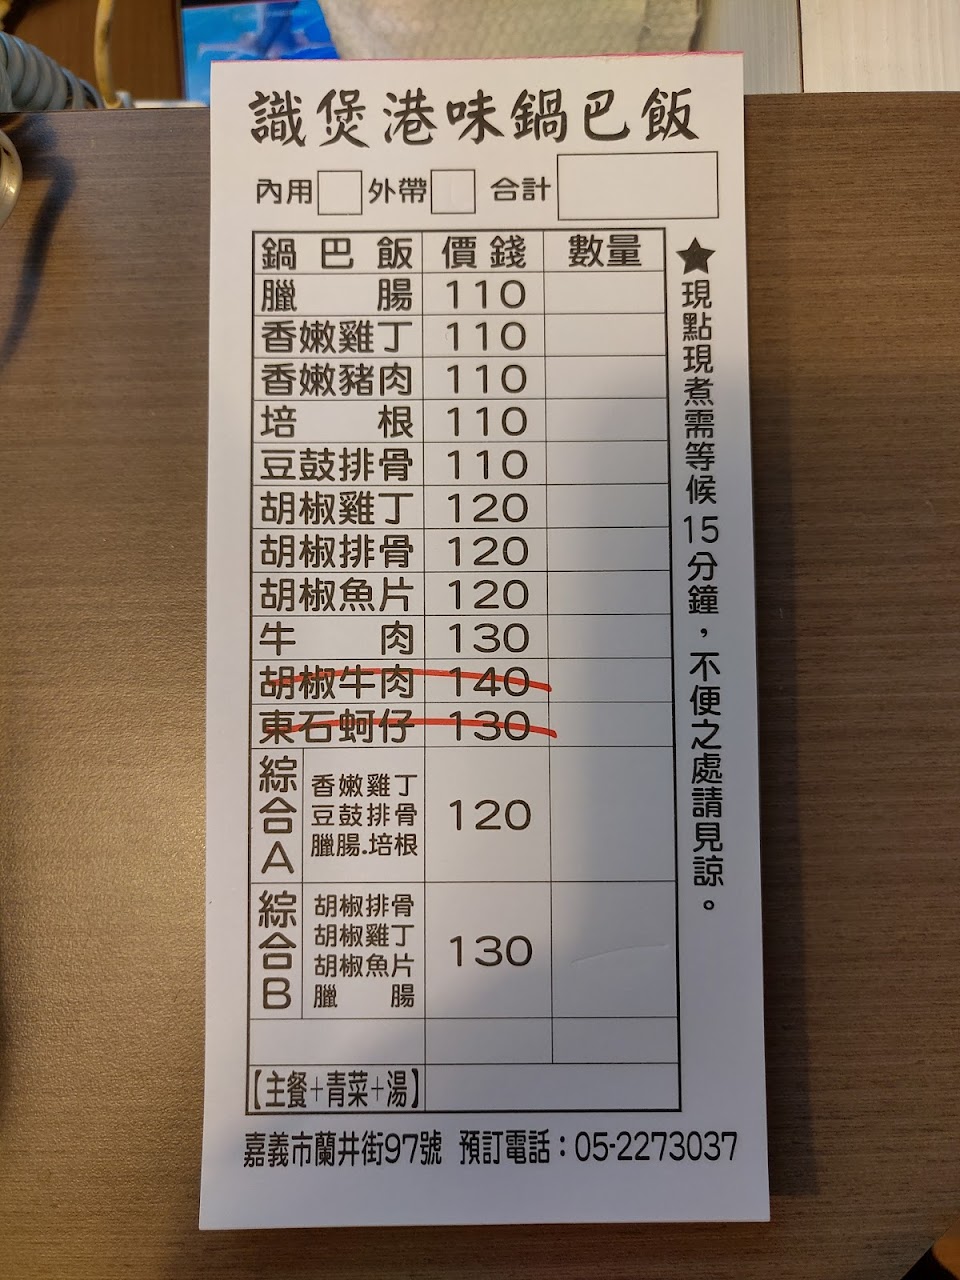 識煲港味鍋巴飯
內用 外帶 合計
鍋巴飯 價錢 數量
臘腸 110
香嫩雞丁 110
香嫩豬肉 110
培根 110
豆鼓排骨 110
胡椒雞丁 120
胡椒排骨 120
胡椒魚片 120
牛肉 130
胡椒牛肉 140
東石蚵仔 130
綜合A
香嫩雞丁
豆鼓排骨
臘腸.培根
120
綜合B
胡椒排骨
胡椒雞丁
胡椒魚片
臘腸
130
【主餐+青菜+湯】
★現點現煮需等候15分鐘，不便之處請見諒。
嘉義市蘭井街97號 預訂電話：05-2273037